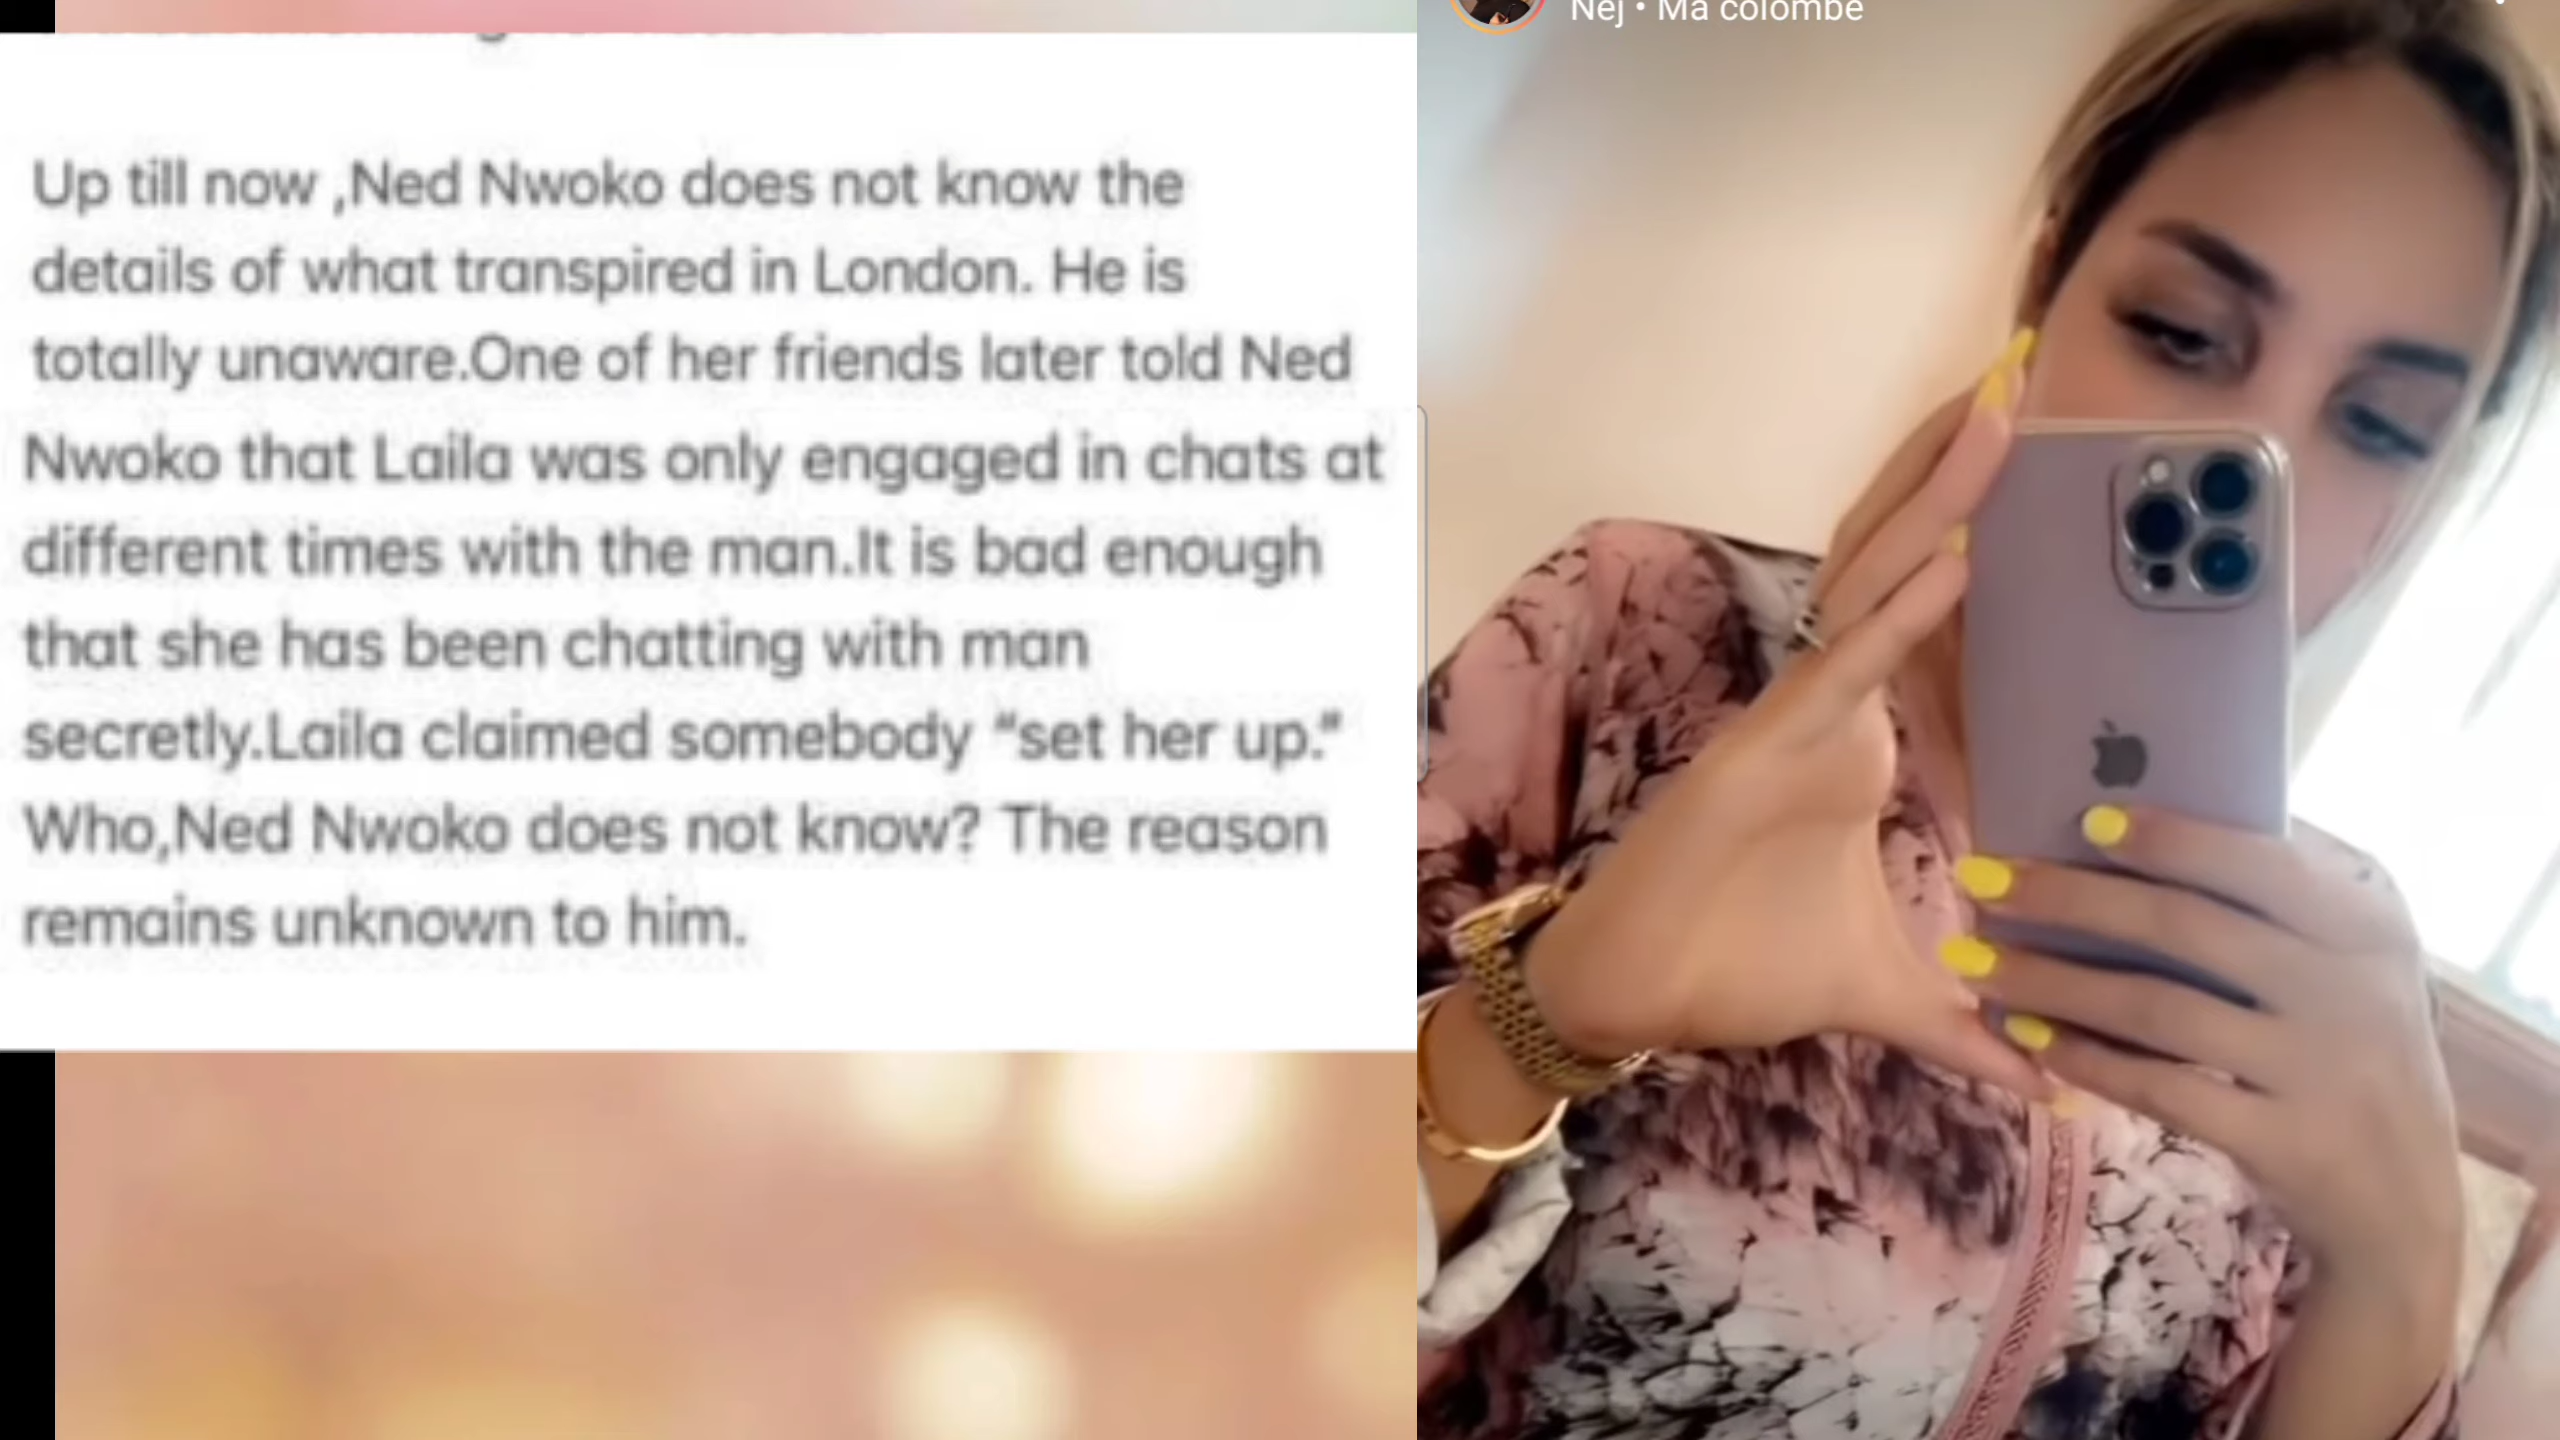 Up till now ,Ned Nwoko does not know the
details of what transpired in London. He is
totally unaware.One of her friends later told Ned
Nwoko that Laila was only engaged in chats at
different times with the man.It is bad enough
that she has been chatting with man
secretly.Laila claimed somebody “set her up.”
Who,Ned Nwoko does not know? The reason
remains unknown to him.
Nej • Ma colombe